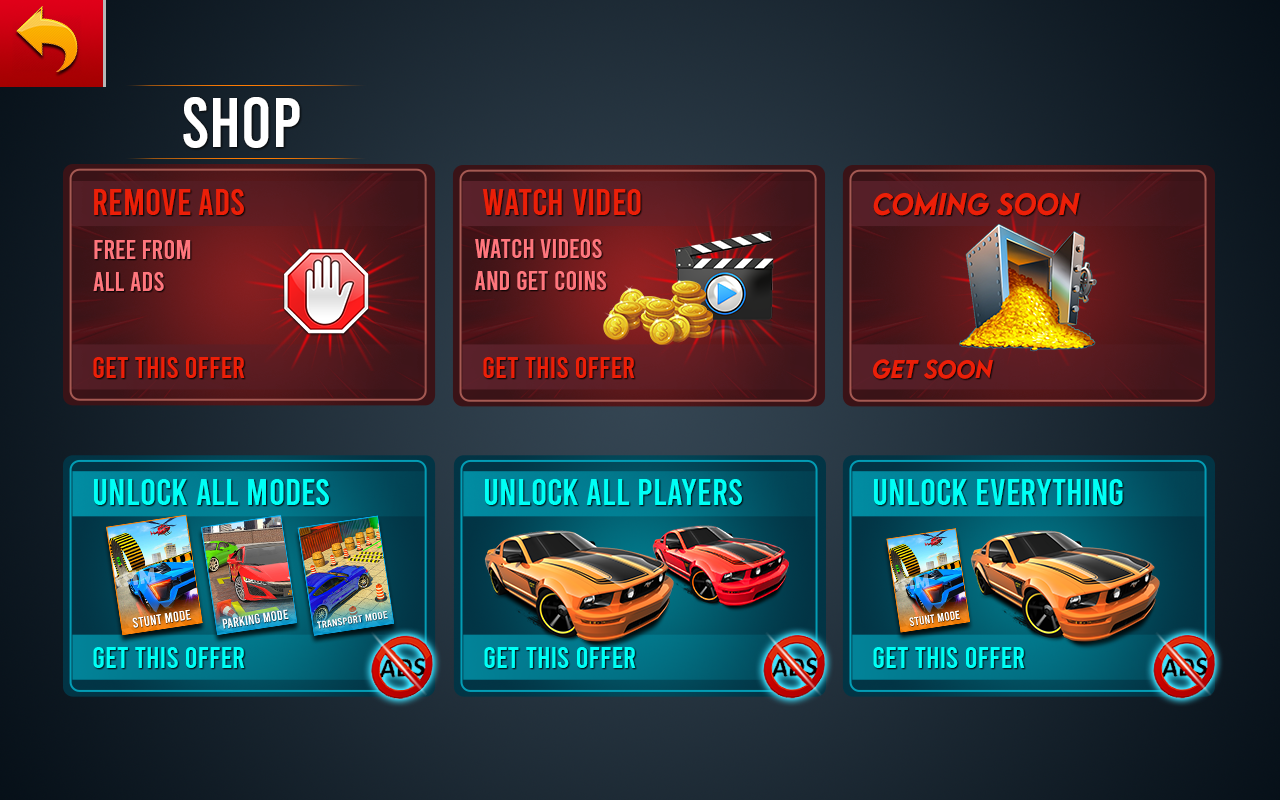 SHOP
REMOVE ADS
FREE FROM
ALL ADS
GET THIS OFFER
WATCH VIDEO
WATCH VIDEOS
AND GET COINS
GET THIS OFFER
COMING SOON
GET SOON
UNLOCK ALL MODES
STUNT MODE
PARKING MODE
TRANSPORT MODE
GET THIS OFFER
ADS
UNLOCK ALL PLAYERS
GET THIS OFFER
ADS
UNLOCK EVERYTHING
STUNT MODE
GET THIS OFFER
ADS